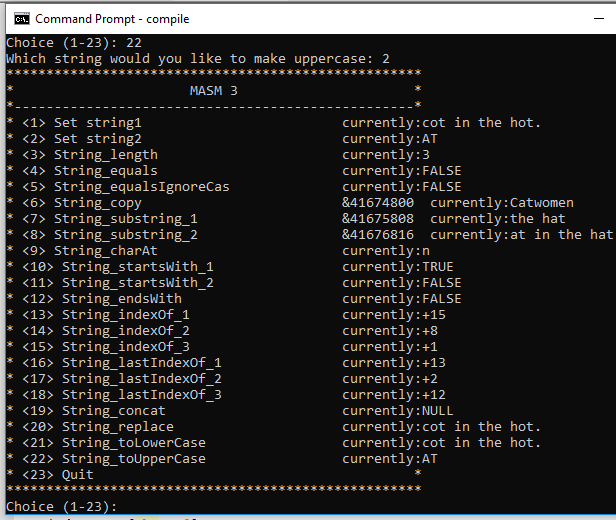 Command Prompt - compile
Choice (1-23): 22
Which string would you like to make uppercase: 2
****************************************************
*                      MASM 3                      *
*--------------------------------------------------*
* <1> Set string1                        currently:cot in the hot.
* <2> Set string2                        currently:AT
* <3> String_length                      currently:3
* <4> String_equals                      currently:FALSE
* <5> String_equalsIgnoreCas             currently:FALSE
* <6> String_copy                        &41674800  currently:Catwomen
* <7> String_substring_1                 &41675808  currently:the hat
* <8> String_substring_2                 &41676816  currently:at in the hat
* <9> String_charAt                      currently:n
* <10> String_startsWith_1               currently:TRUE
* <11> String_startsWith_2               currently:FALSE
* <12> String_endsWith                   currently:FALSE
* <13> String_indexOf_1                  currently:+15
* <14> String_indexOf_2                  currently:+8
* <15> String_indexOf_3                  currently:+1
* <16> String_lastIndexOf_1              currently:+13
* <17> String_lastIndexOf_2              currently:+2
* <18> String_lastIndexOf_3              currently:+12
* <19> String_concat                     currently:NULL
* <20> String_replace                    currently:cot in the hot.
* <21> String_toLowerCase                currently:cot in the hot.
* <22> String_toUpperCase                currently:AT
* <23> Quit                                        *
****************************************************
Choice (1-23):